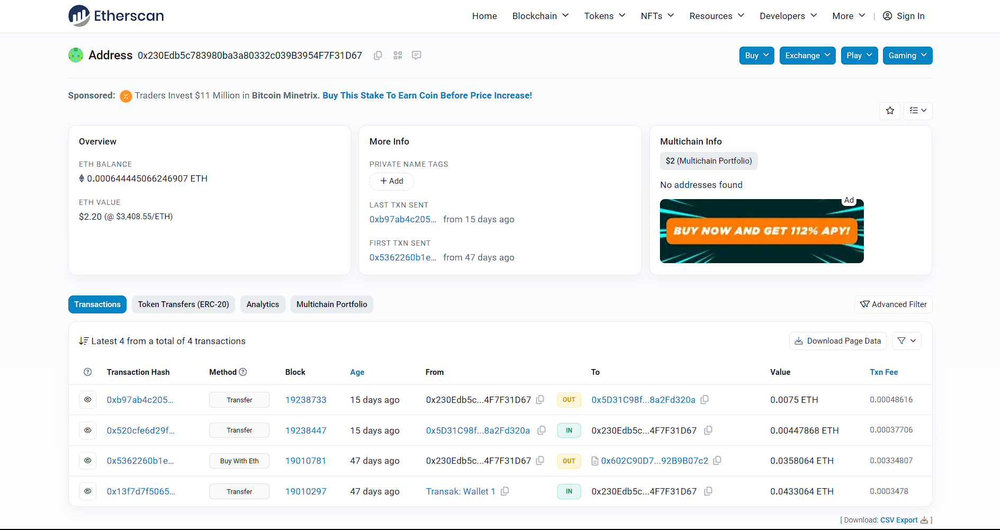 Etherscan
Home Blockchain Tokens NFTs Resources Developers More | Sign In
Address 0x230Edb5c783980ba3a80332c039B3954F7F31D67
Buy Exchange Play Gaming
Sponsored: Traders Invest $11 Million in Bitcoin Minetrix. Buy This Stake To Earn Coin Before Price Increase!
Overview
ETH BALANCE
0.000644445066246907 ETH
ETH VALUE
$2.20 (@ $3,408.55/ETH)
More Info
PRIVATE NAME TAGS
+ Add
LAST TXN SENT
0xb97ab4c205... from 15 days ago
FIRST TXN SENT
0x5362260b1e... from 47 days ago
Multichain Info
$2 (Multichain Portfolio)
No addresses found
Ad
BUY NOW AND GET 112% APY!
Transactions Token Transfers (ERC-20) Analytics Multichain Portfolio
Advanced Filter
Latest 4 from a total of 4 transactions
Download Page Data
Transaction Hash Method Block Age From To Value Txn Fee
0xb97ab4c205... Transfer 19238733 15 days ago 0x230Edb5c...4F7F31D67 OUT 0x5D31C98f...8a2Fd320a 0.0075 ETH 0.00048616
0x520cfe6d29f... Transfer 19238447 15 days ago 0x5D31C98f...8a2Fd320a IN 0x230Edb5c...4F7F31D67 0.00447868 ETH 0.00037706
0x5362260b1e... Buy With Eth 19010781 47 days ago 0x230Edb5c...4F7F31D67 OUT 0x602C90D7...92B9B07c2 0.0358064 ETH 0.00334807
0x13f7d7f5065... Transfer 19010297 47 days ago Transak: Wallet 1 IN 0x230Edb5c...4F7F31D67 0.0433064 ETH 0.0003478
[ Download: CSV Export ]